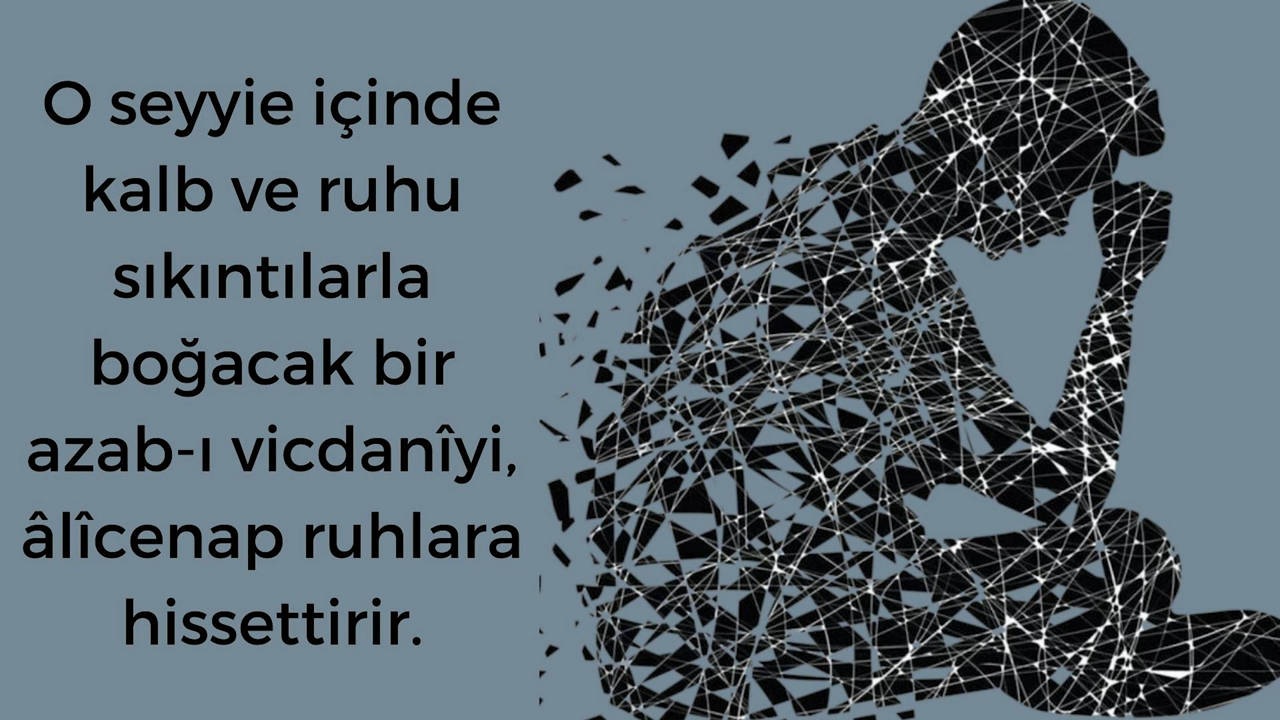 O seyyie içinde
kalb ve ruhu
sıkıntılarla
boğacak bir
azab-ı vicdanîyi,
âlîcenap ruhlara
hissettirir.